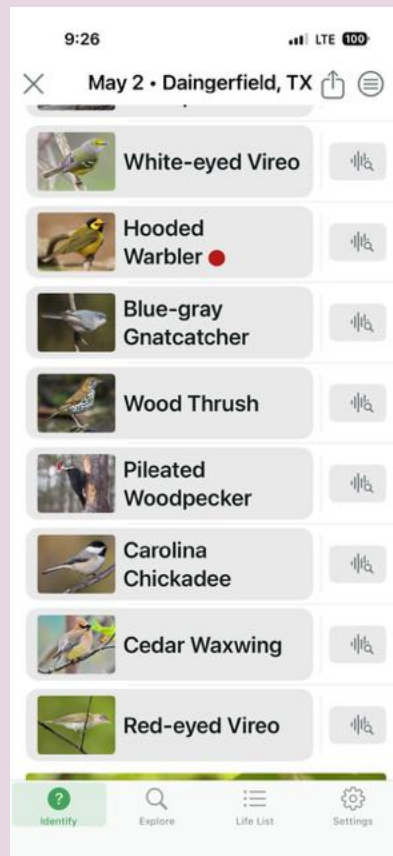 9:26 LTE 100
May 2 • Daingerfield, TX
White-eyed Vireo
Hooded
Warbler
Blue-gray
Gnatcatcher
Wood Thrush
Pileated
Woodpecker
Carolina
Chickadee
Cedar Waxwing
Red-eyed Vireo
?
Identify Explore Life List Settings